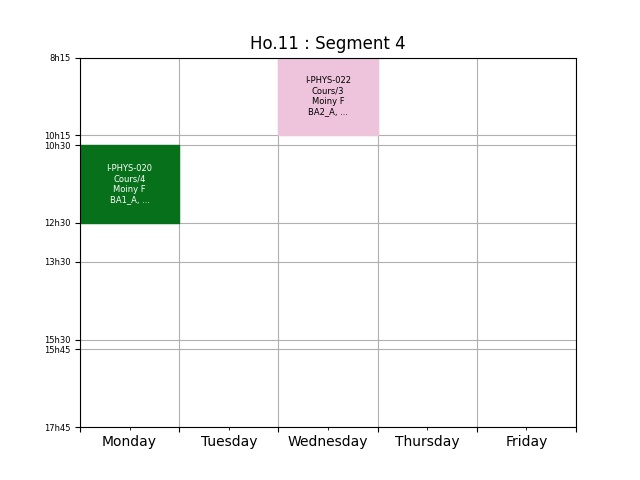 Ho.11 : Segment 4
8h15
I-PHYS-022
Cours/3
Moiny F
BA2_A, ...
10h15
10h30
I-PHYS-020
Cours/4
Moiny F
BA1_A, ...
12h30
13h30
15h30
15h45
17h45
Monday Tuesday Wednesday Thursday Friday